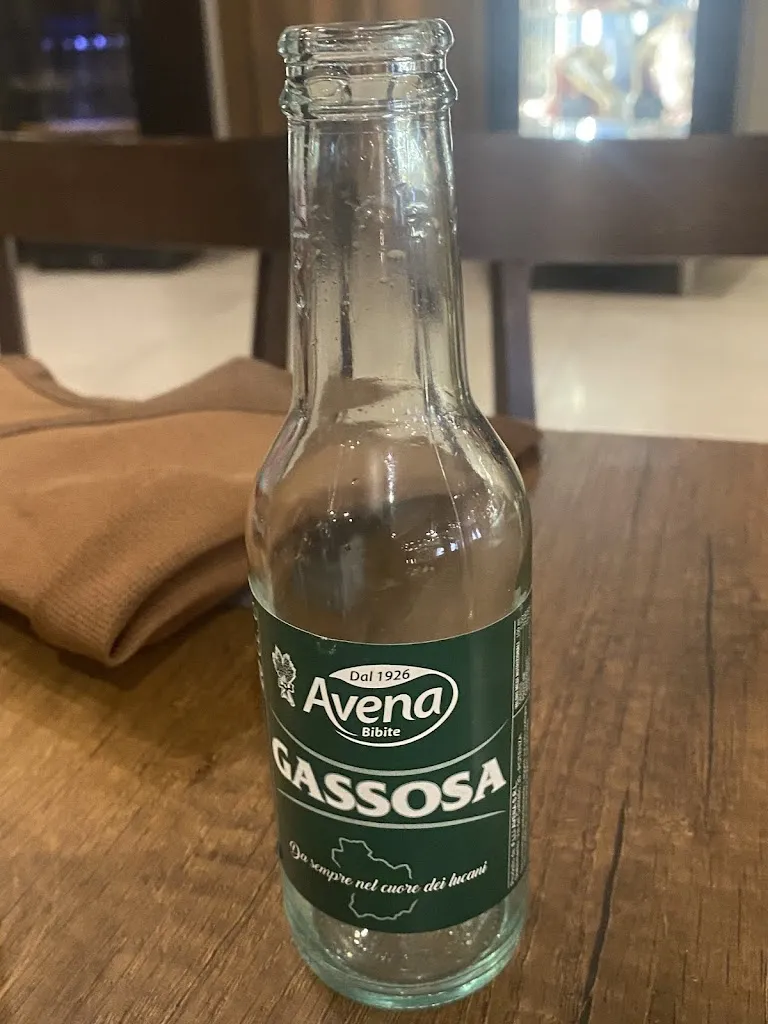 Dal 1926
Avena
Bibite
GASSOSA
Da sempre nel cuore dei lucani